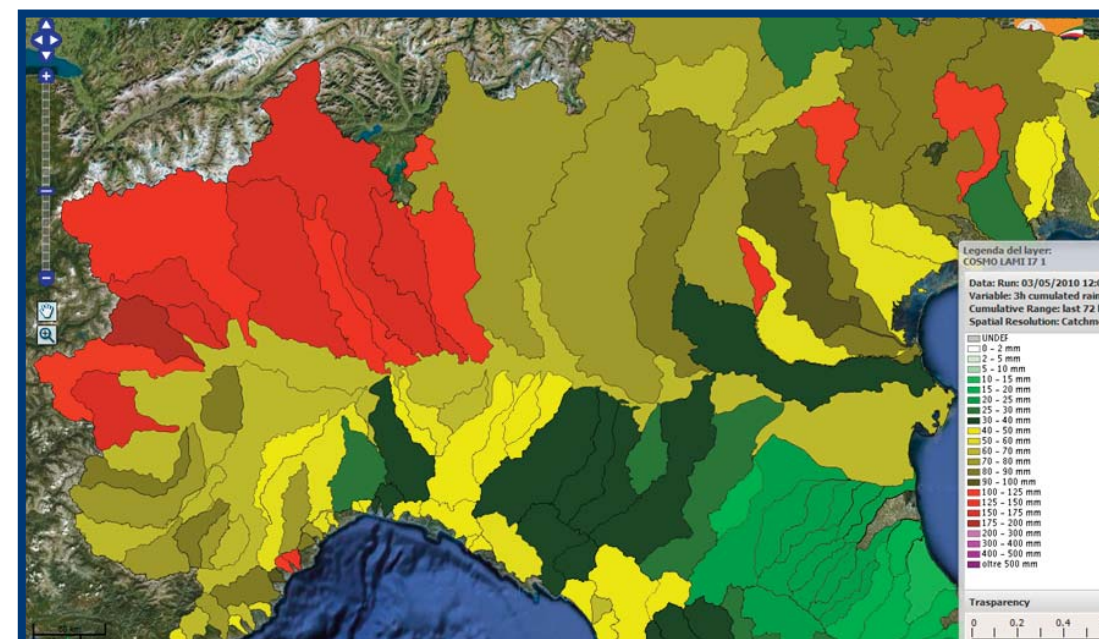 Legenda del layer:
COSMO LAMI I7 1
Data: Run: 03/05/2010 12:0
Variable: 3h cumulated rain
Cumulative Range: last 72 h
Spatial Resolution: Catchm
UNDEF
0 - 2 mm
2 - 5 mm
5 - 10 mm
10 - 15 mm
15 - 20 mm
20 - 25 mm
25 - 30 mm
30 - 40 mm
40 - 50 mm
50 - 60 mm
60 - 70 mm
70 - 80 mm
80 - 90 mm
90 - 100 mm
100 - 125 mm
125 - 150 mm
150 - 175 mm
175 - 200 mm
200 - 300 mm
300 - 400 mm
400 - 500 mm
oltre 500 mm
Trasparency
0 0.2 0.4